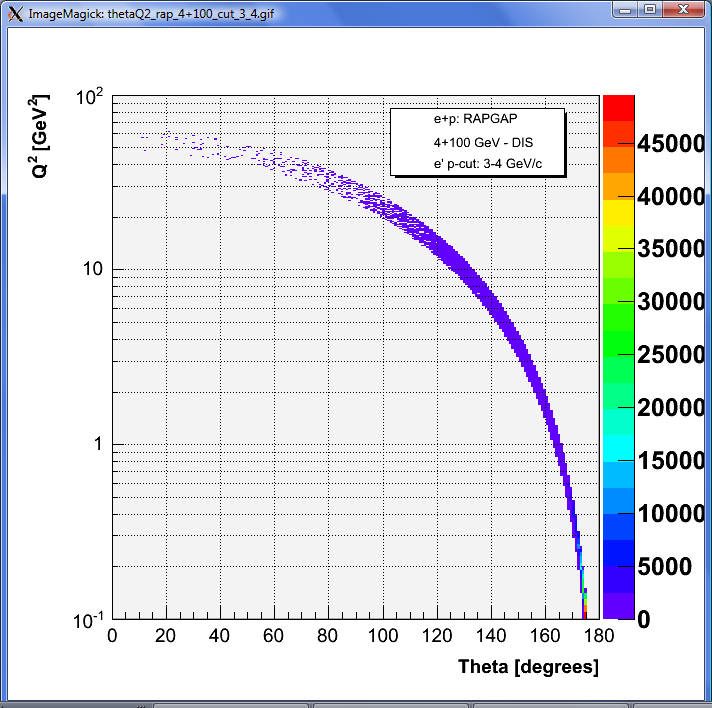 ImageMagick: thetaQ2_rap_4+100_cut_3_4.gif
Q² [GeV²]
10²
10
1
10⁻¹
e+p: RAPGAP
4+100 GeV - DIS
e' p-cut: 3-4 GeV/c
45000
40000
35000
30000
25000
20000
15000
10000
5000
0
0 20 40 60 80 100 120 140 160 180
Theta [degrees]